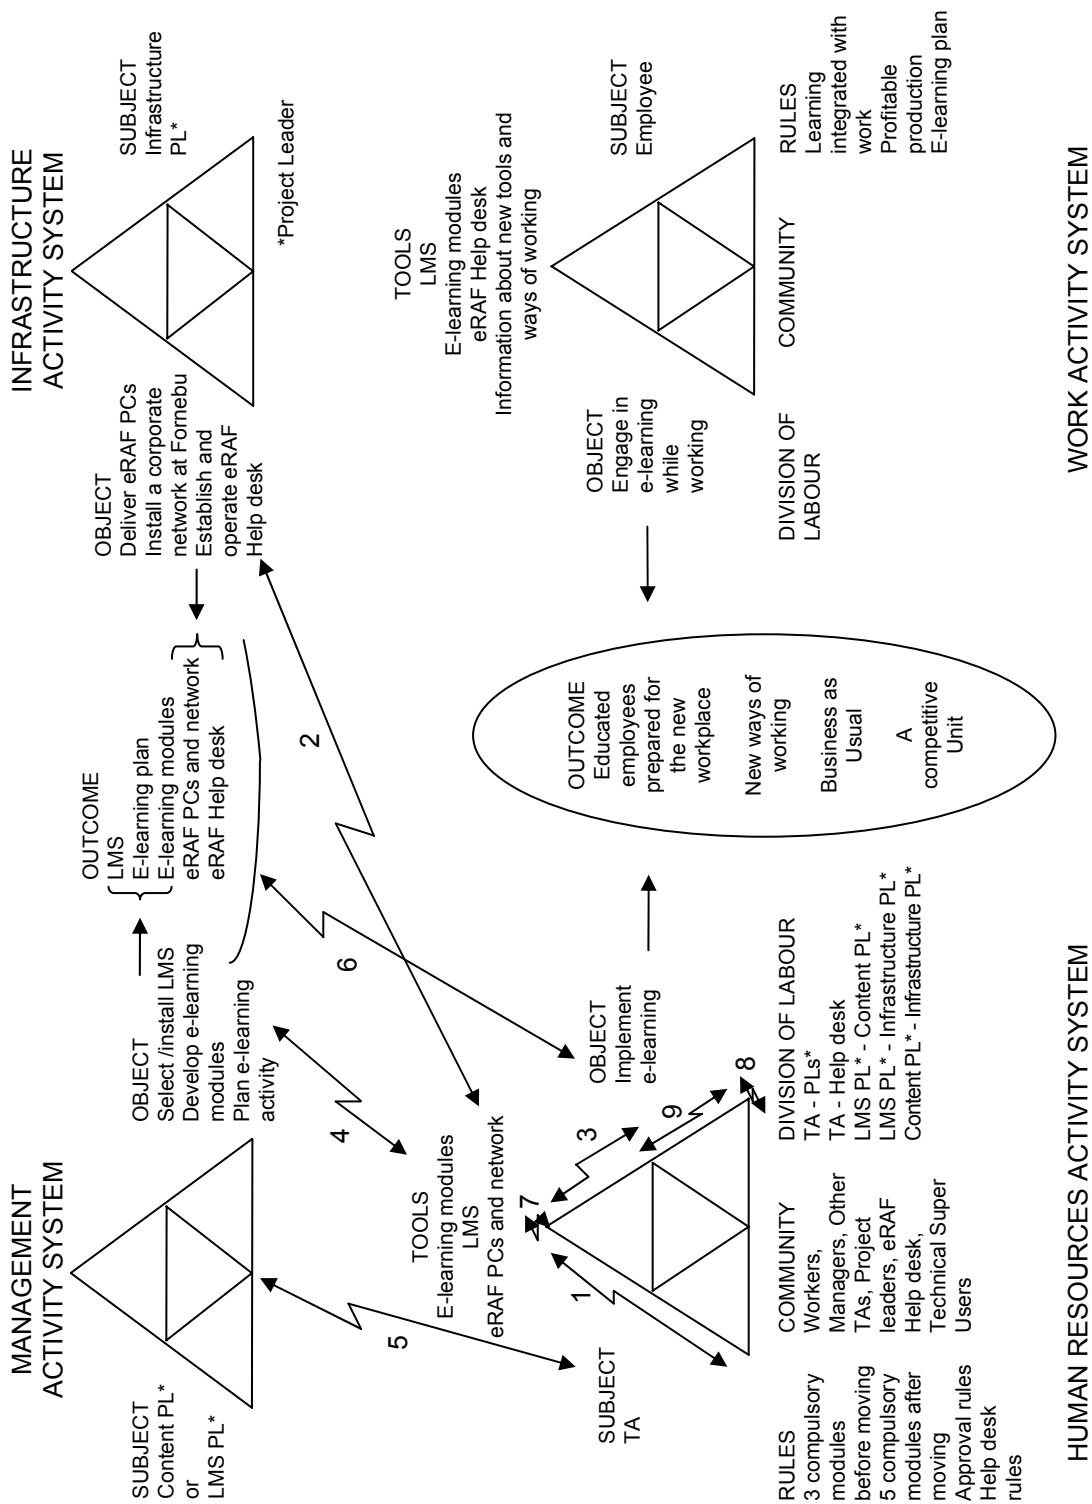 MANAGEMENT
ACTIVITY SYSTEM
SUBJECT
Content PL*
or
LMS PL*
OBJECT
Select /install LMS
Develop e-learning
modules
Plan e-learning
activity
OUTCOME
LMS
E-learning plan
E-learning modules
eRAF PCs and network
eRAF Help desk
INFRASTRUCTURE
ACTIVITY SYSTEM
OBJECT
Deliver eRAF PCs
Install a corporate
network at Fornebu
Establish and
operate eRAF
Help desk
SUBJECT
Infrastructure
PL*
*Project Leader
5
4
6
2
TOOLS
E-learning modules
LMS
eRAF PCs and network
SUBJECT
TA
OBJECT
Implement
e-learning
1
7
3
9
8
RULES
3 compulsory
modules
before moving
5 compulsory
modules after
moving
Approval rules
Help desk
rules
COMMUNITY
Workers,
Managers, Other
TAs, Project
leaders, eRAF
Help desk,
Technical Super
Users
DIVISION OF LABOUR
TA - PLs*
TA - Help desk
LMS PL* - Content PL*
LMS PL* - Infrastructure PL*
Content PL* - Infrastructure PL*
HUMAN RESOURCES ACTIVITY SYSTEM
OUTCOME
Educated
employees
prepared for
the new
workplace
New ways of
working
Business as
Usual
A
competitive
Unit
TOOLS
LMS
E-learning modules
eRAF Help desk
Information about new tools and
ways of working
OBJECT
Engage in
e-learning
while
working
SUBJECT
Employee
DIVISION OF
LABOUR
COMMUNITY
RULES
Learning
integrated with
work
Profitable
production
E-learning plan
WORK ACTIVITY SYSTEM